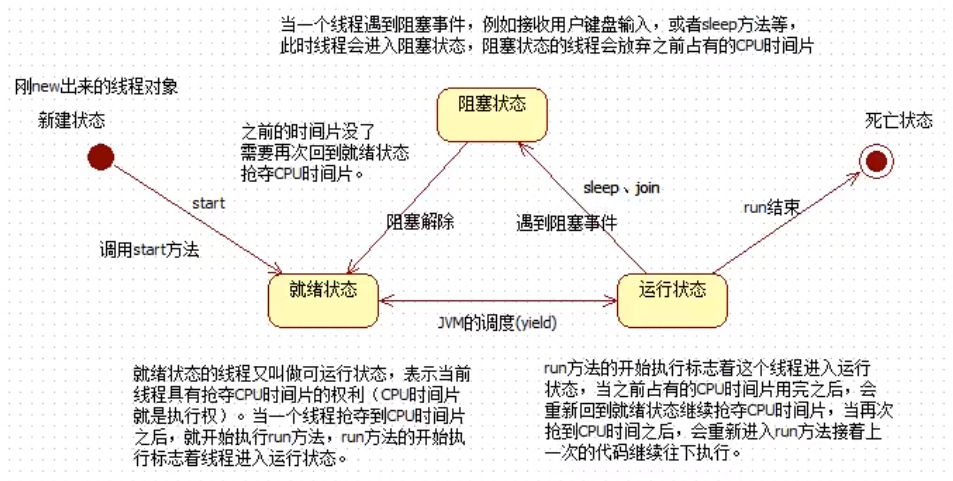 当一个线程遇到阻塞事件，例如接收用户键盘输入，或者sleep方法等，
此时线程会进入阻塞状态，阻塞状态的线程会放弃之前占有的CPU时间片
刚new出来的线程对象
新建状态
阻塞状态
死亡状态
之前的时间片没了
需要再次回到就绪状态
抢夺CPU时间片。
start
调用start方法
阻塞解除
sleep、join
遇到阻塞事件
run结束
就绪状态
运行状态
JVM的调度(yield)
就绪状态的线程又叫做可运行状态，表示当前
线程具有抢夺CPU时间片的权利（CPU时间片
就是执行权）。当一个线程抢夺到CPU时间片
之后，就开始执行run方法，run方法的开始执
行标志着线程进入运行状态。
run方法的开始执行标志着这个线程进入运行
状态，当之前占有的CPU时间片用完之后，会
重新回到就绪状态继续抢夺CPU时间片，当再次
抢到CPU时间之后，会重新进入run方法接着上
一次的代码继续往下执行。